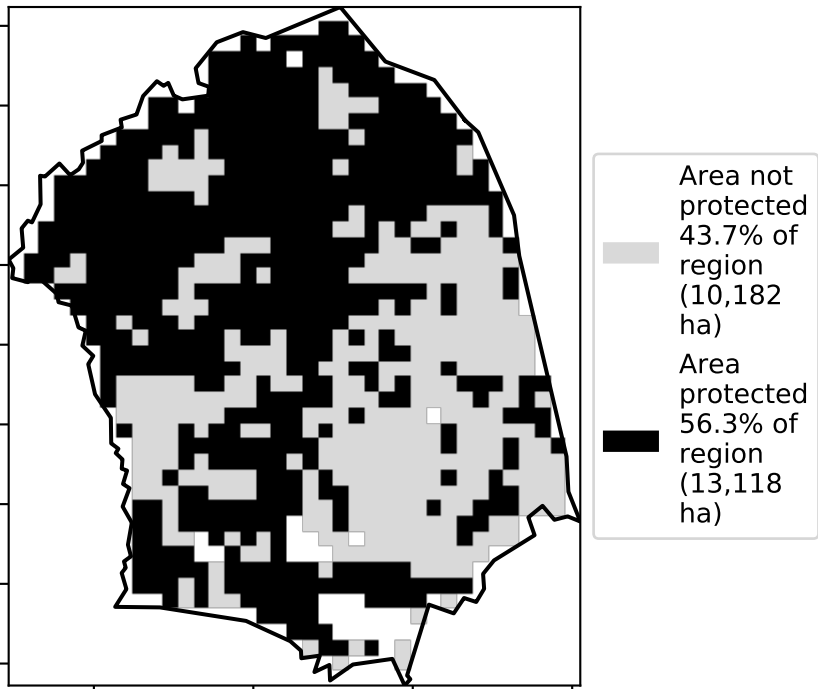 Area not
protected
43.7% of
region
(10,182
ha)
Area
protected
56.3% of
region
(13,118
ha)